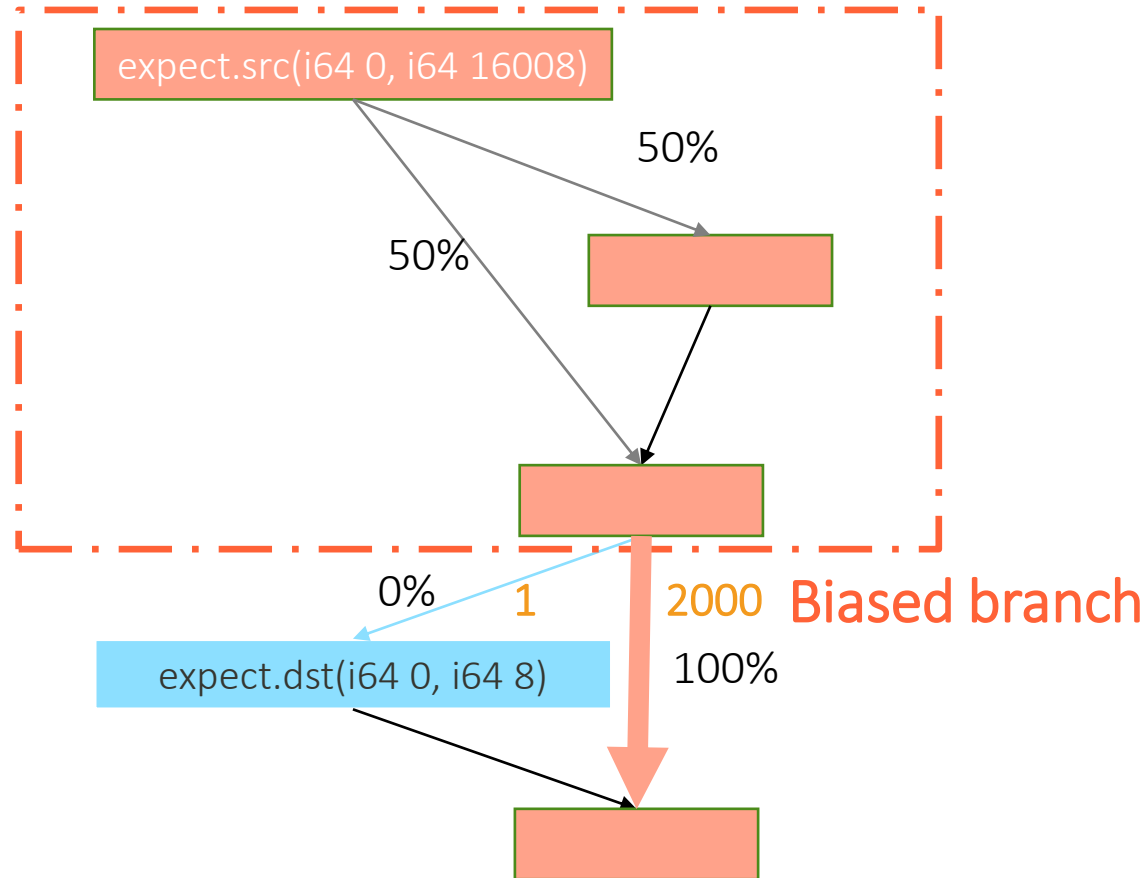 expect.src(i64 0, i64 16008)
50%
50%
0%
1
2000
Biased branch
100%
expect.dst(i64 0, i64 8)